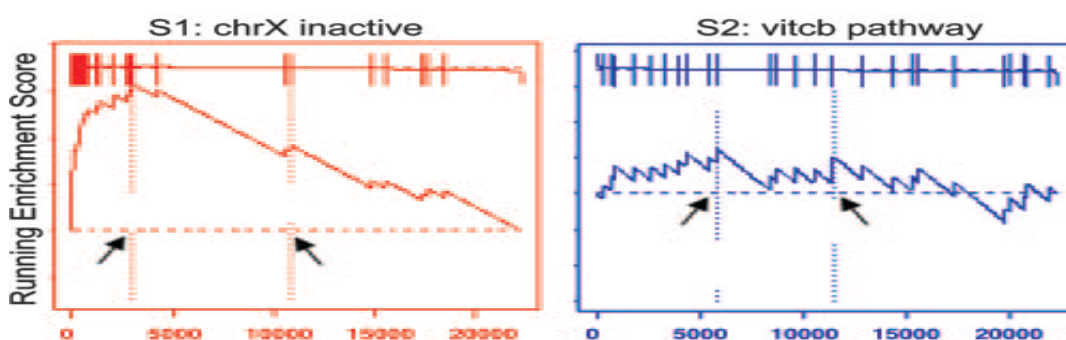 S1: chrX inactive
S2: vitcb pathway
Running Enrichment Score
0 5000 10000 15000 20000
0 5000 10000 15000 20000